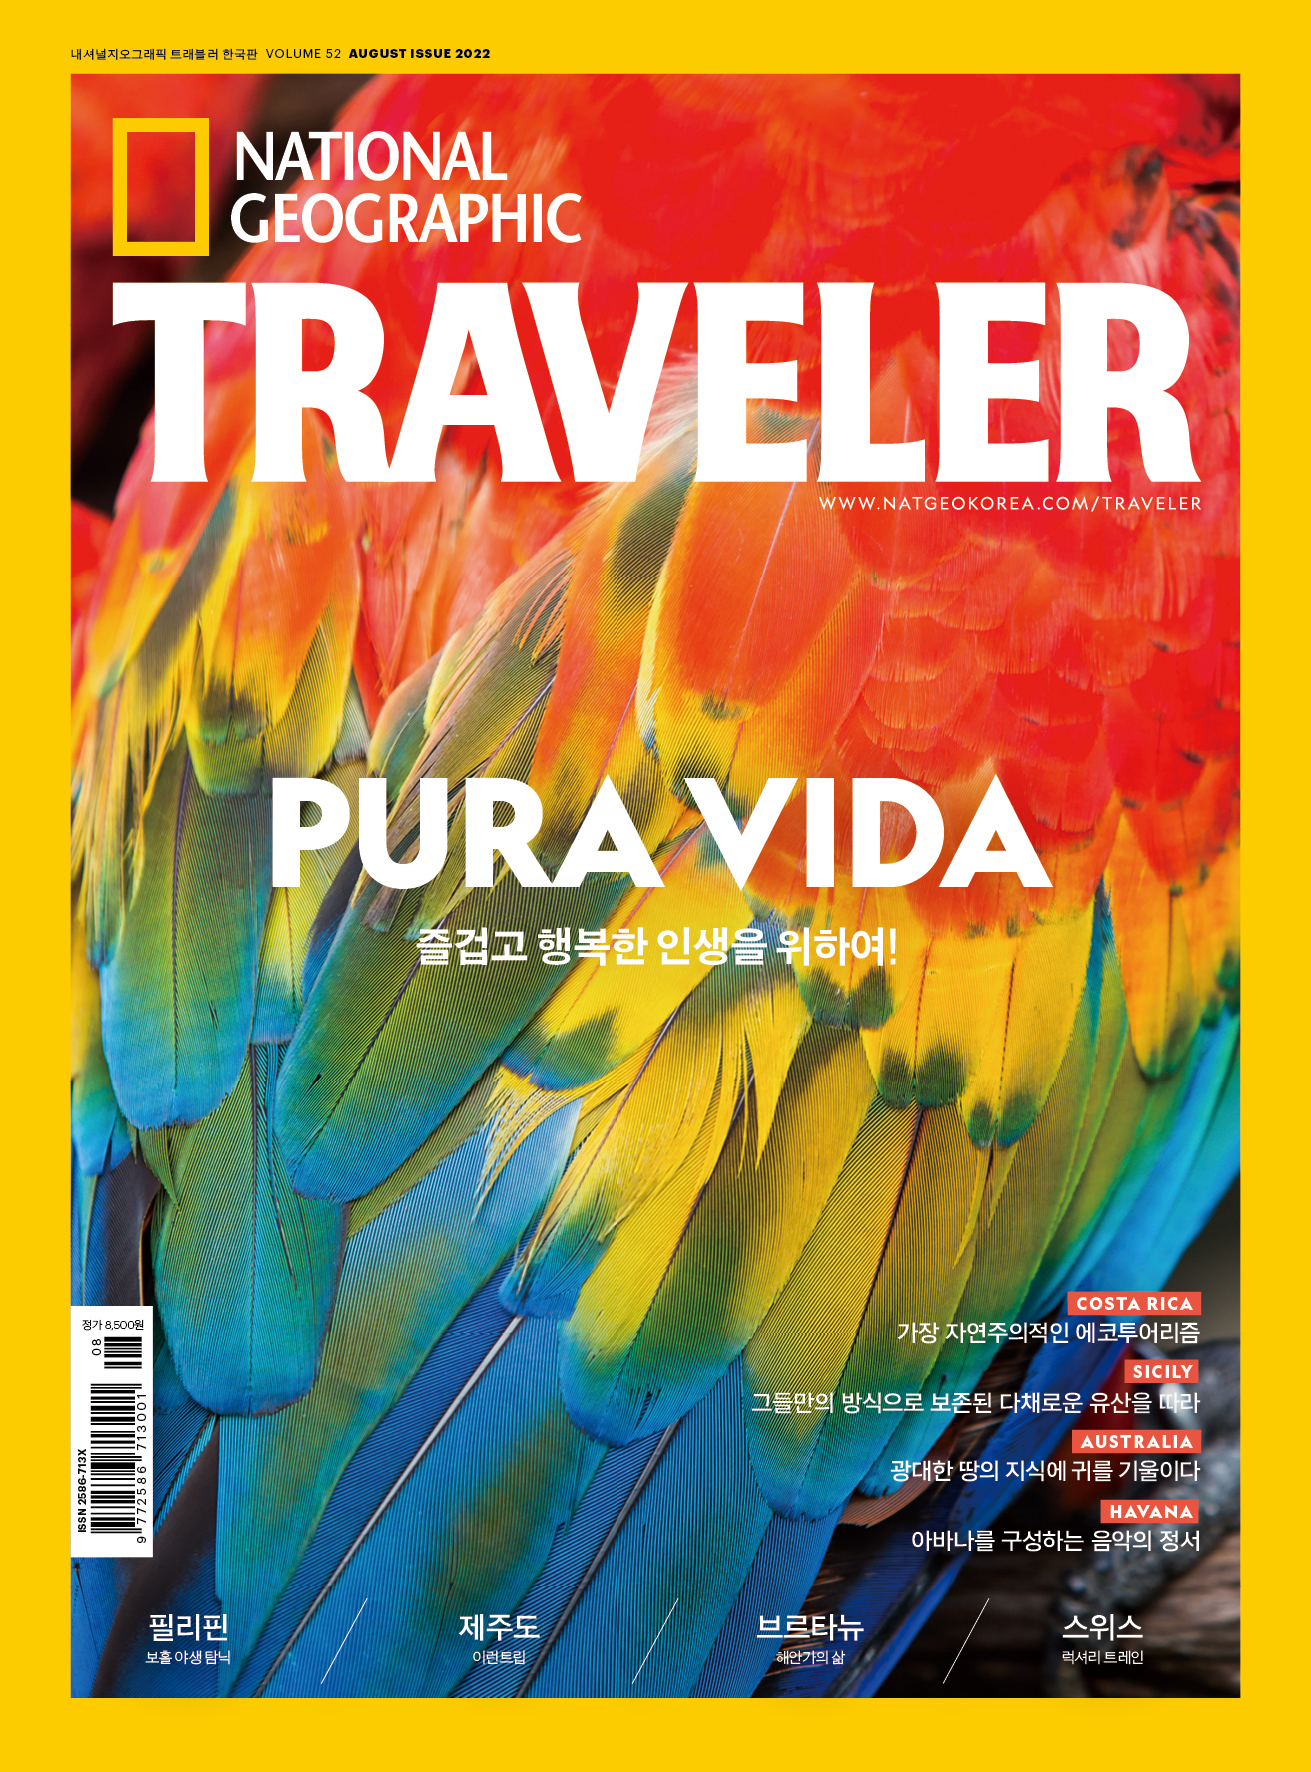 내셔널지오그래픽 트래블러 한국판 VOLUME 52 AUGUST ISSUE 2022
NATIONAL
GEOGRAPHIC
TRAVELER
WWW.NATGEOKOREA.COM/TRAVELER
PURA VIDA
즐겁고 행복한 인생을 위하여!
COSTA RICA
가장 자연주의적인 에코투어리즘
SICILY
그들만의 방식으로 보존된 다채로운 유산을 따라
AUSTRALIA
광대한 땅의 지식에 귀를 기울이다
HAVANA
아바나를 구성하는 음악의 정서
정가 8,500원
08
ISSN 2586-713X
9 772586 713001
필리핀
보홀 야생 탐닉
제주도
이런트립
브르타뉴
해안가의 삶
스위스
럭셔리 트레인